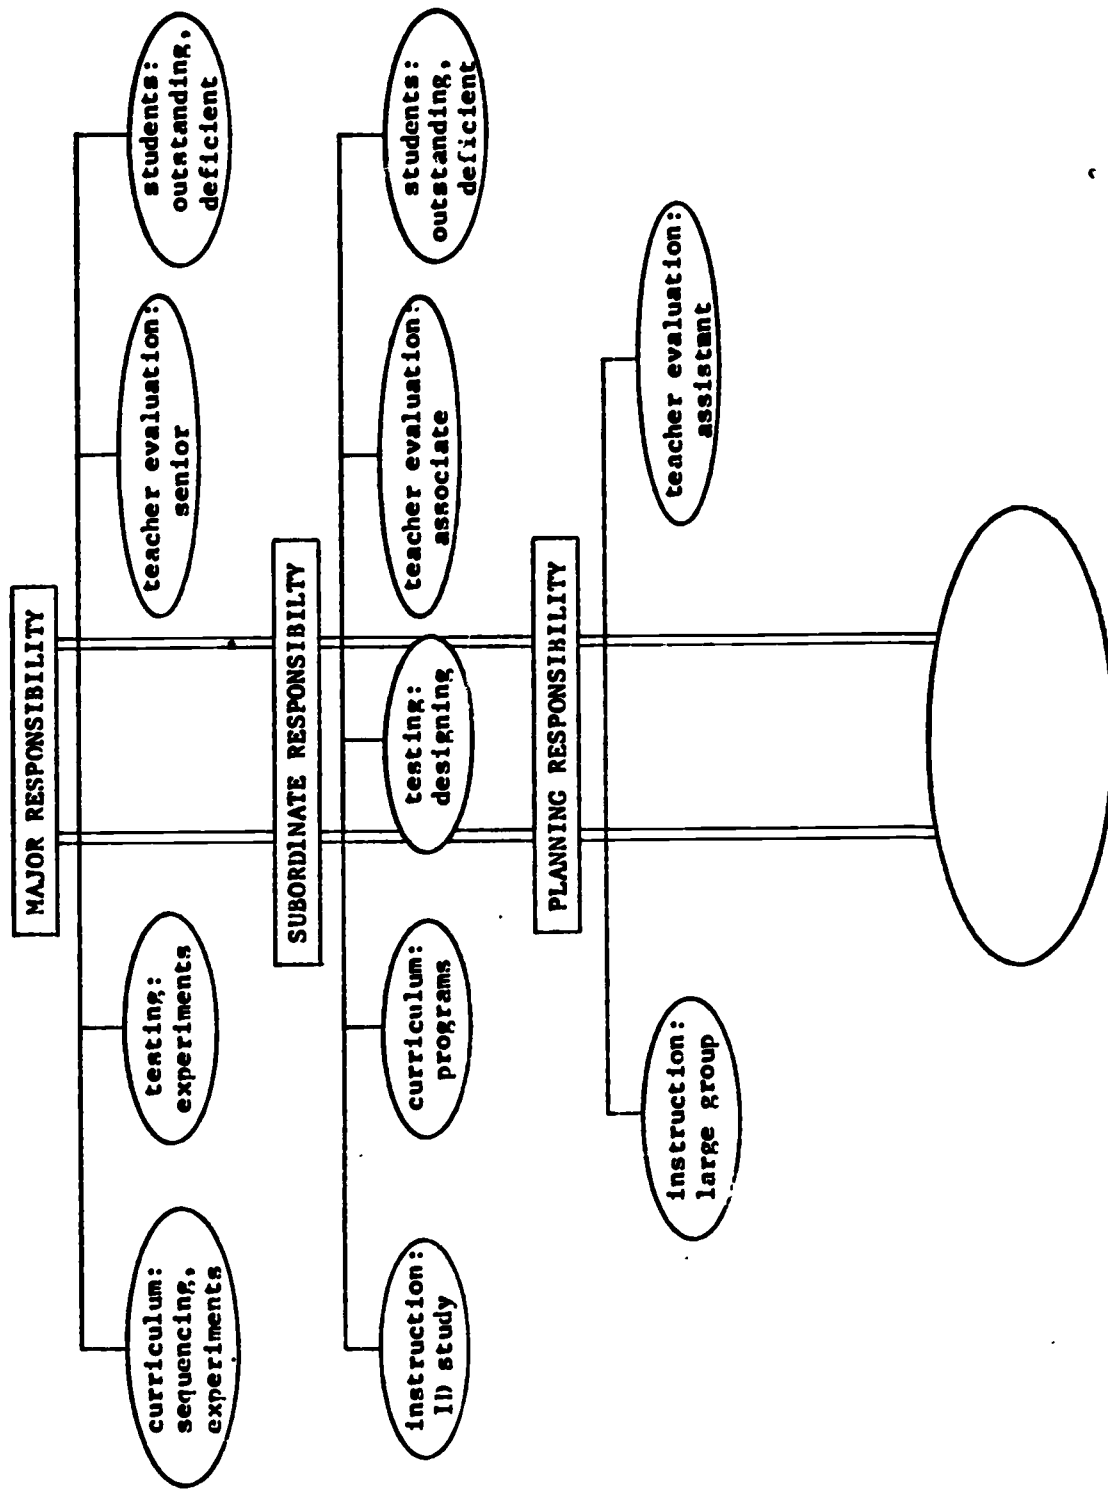 MAJOR RESPONSIBILITY
curriculum:
sequencing,
experiments
testing:
experiments
teacher evaluation:
senior
students:
outstanding,
deficient
SUBORDINATE RESPONSIBILTY
instruction:
ID study
curriculum:
programs
testing:
designing
teacher evaluation:
associate
students:
outstanding,
deficient
PLANNING RESPONSIBILITY
instruction:
large group
teacher evaluation:
assistant